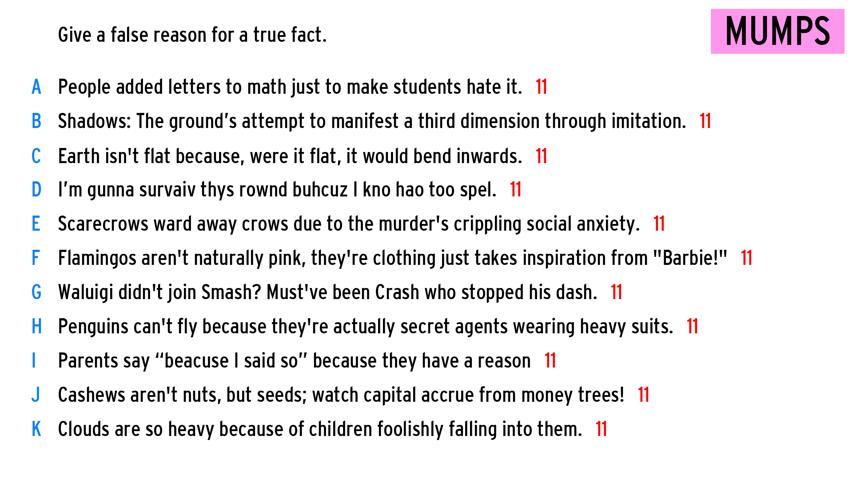 Give a false reason for a true fact.
MUMPS
A People added letters to math just to make students hate it. 11
B Shadows: The ground’s attempt to manifest a third dimension through imitation. 11
C Earth isn't flat because, were it flat, it would bend inwards. 11
D I’m gunna survaiv thys rownd buhcuz I kno hao too spel. 11
E Scarecrows ward away crows due to the murder's crippling social anxiety. 11
F Flamingos aren't naturally pink, they're clothing just takes inspiration from "Barbie!" 11
G Waluigi didn't join Smash? Must've been Crash who stopped his dash. 11
H Penguins can't fly because they're actually secret agents wearing heavy suits. 11
I Parents say “beacuse I said so” because they have a reason 11
J Cashews aren't nuts, but seeds; watch capital accrue from money trees! 11
K Clouds are so heavy because of children foolishly falling into them. 11